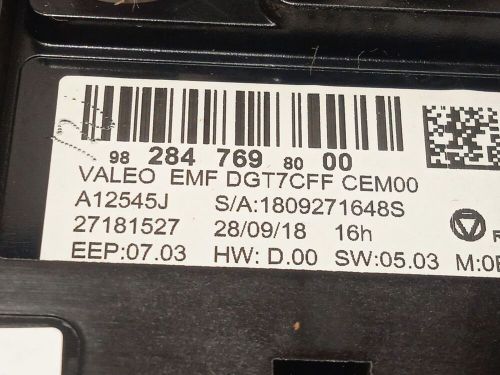 98 284 769 80 00
VALEO EMF DGT7CFF CEM00
A12545J S/A:1809271648S
27181527 28/09/18 16h
EEP:07.03 HW: D.00 SW:05.03 M:0